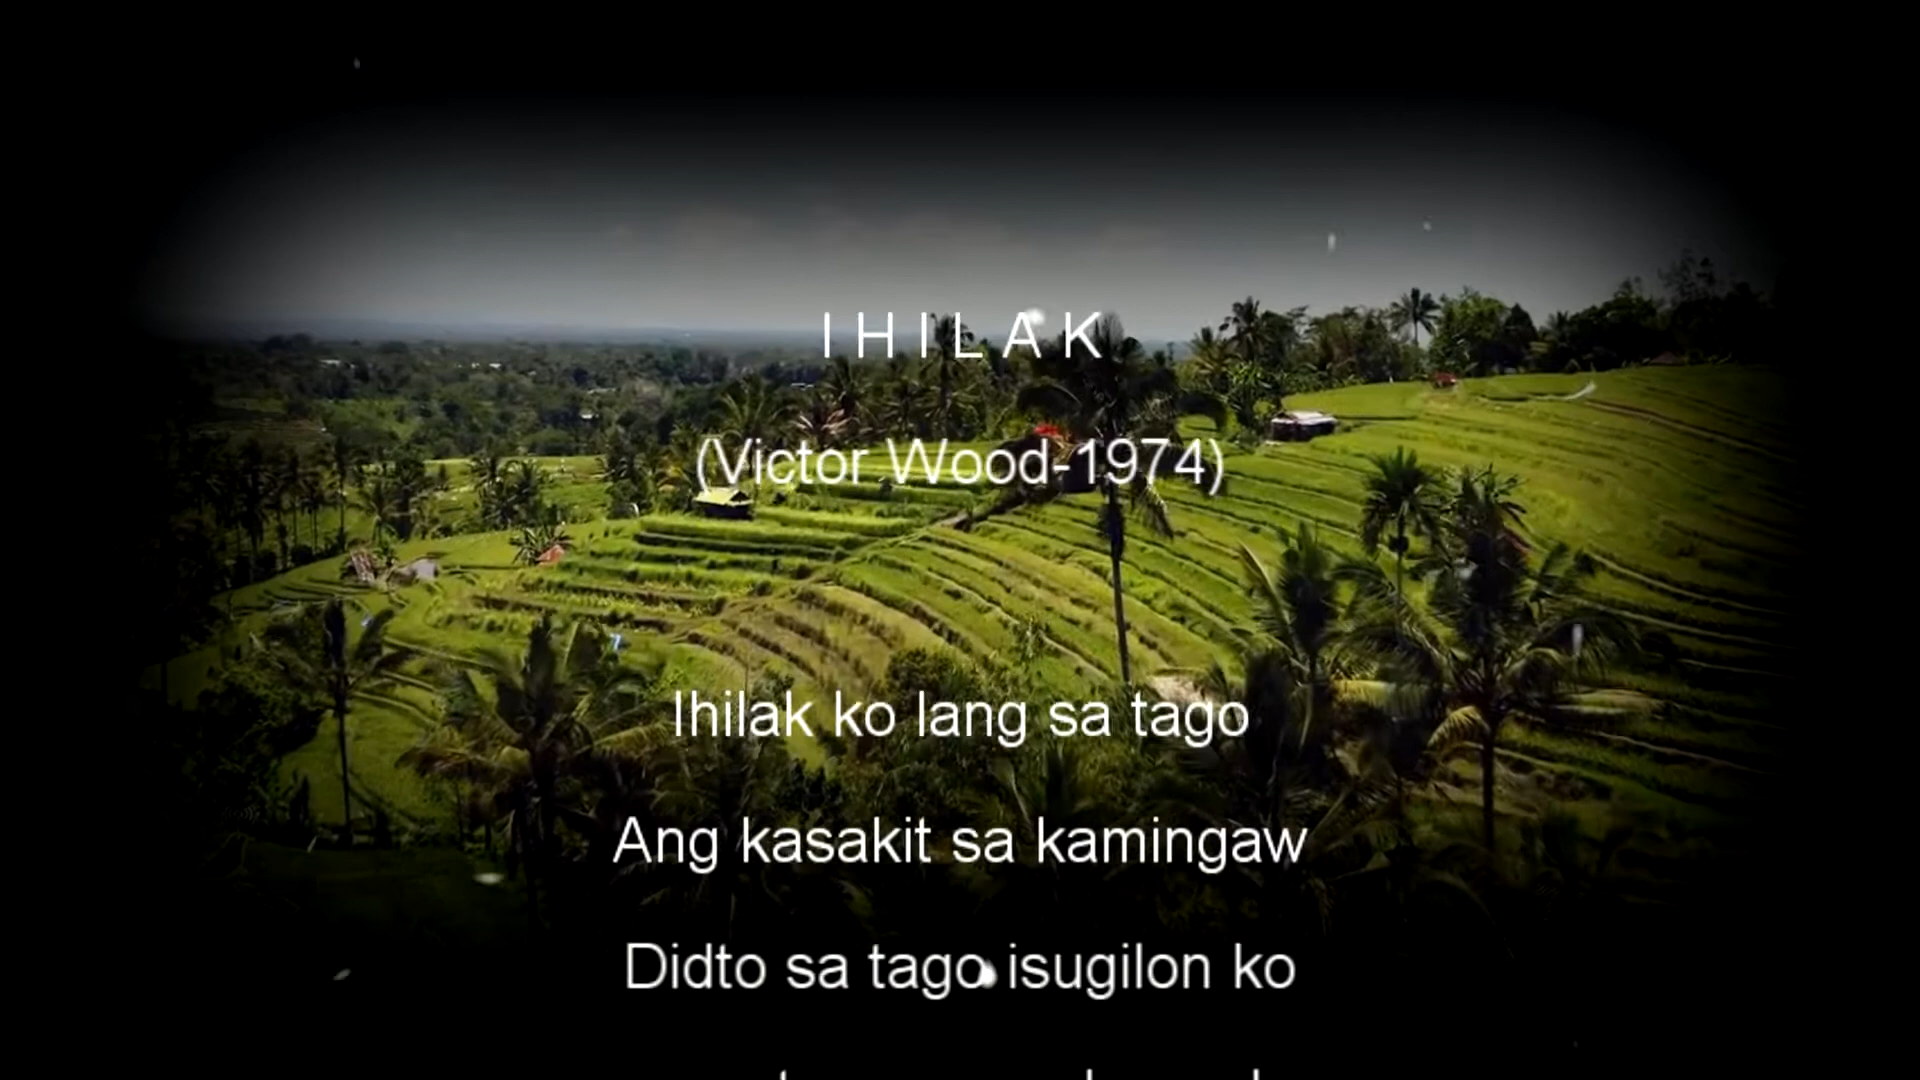 I H I L A K
(Victor Wood-1974)
Ihilak ko lang sa tago
Ang kasakit sa kamingaw
Didto sa tago isugilon ko